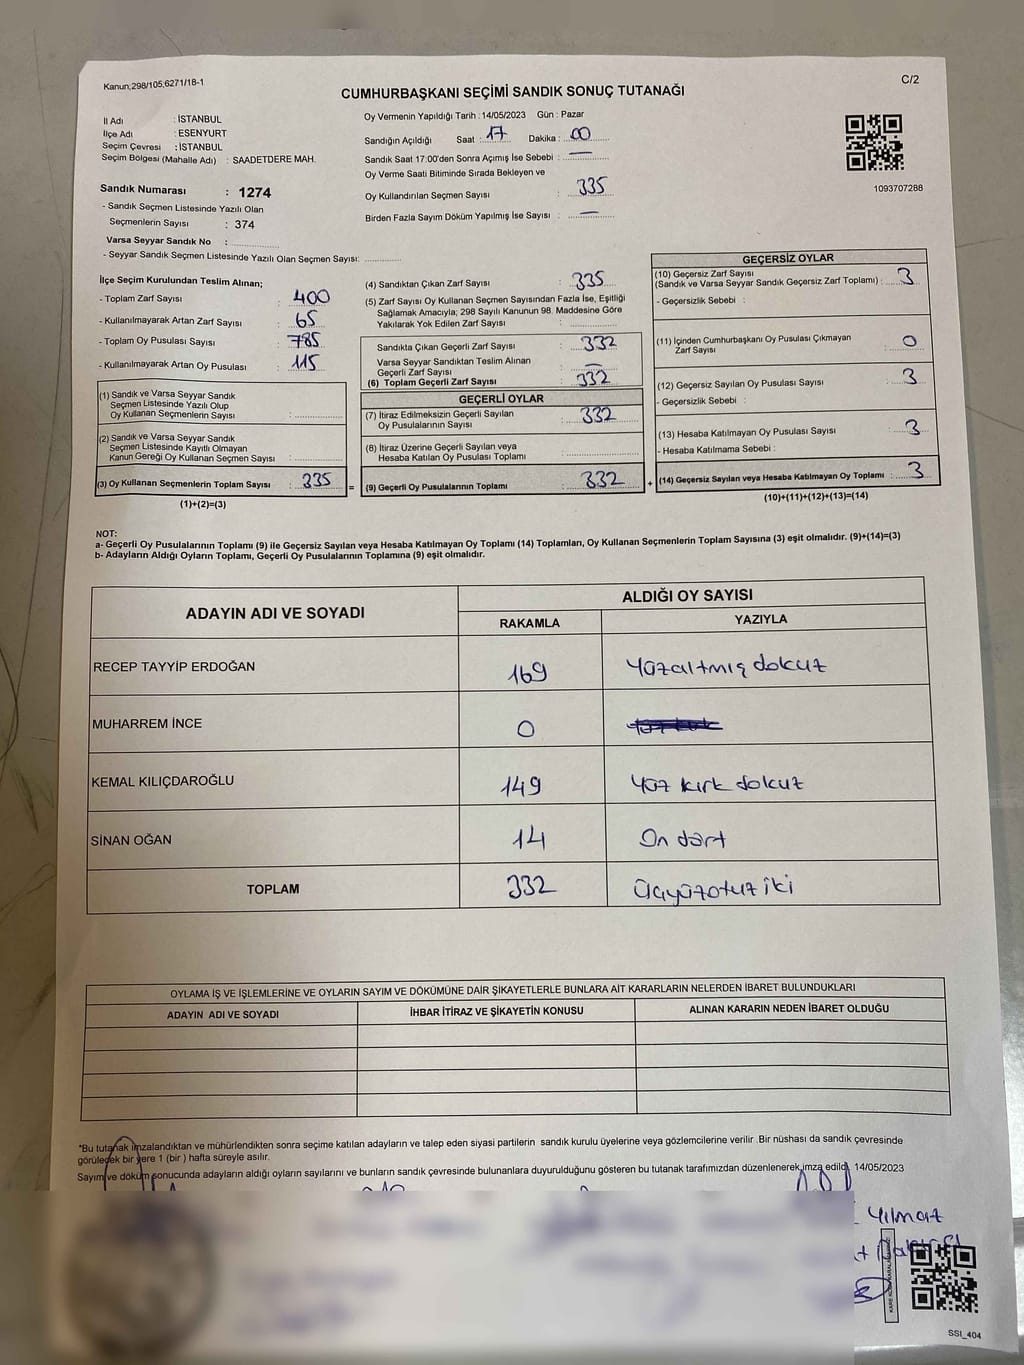 Kanun;298/105,6271/18-1
C/2
CUMHURBAŞKANI SEÇİMİ SANDIK SONUÇ TUTANAĞI
İl Adı : İSTANBUL
İlçe Adı : ESENYURT
Seçim Çevresi : İSTANBUL
Seçim Bölgesi (Mahalle Adı) : SAADETDERE MAH.
Sandık Numarası : 1274
- Sandık Seçmen Listesinde Yazılı Olan
Seçmenlerin Sayısı : 374
Varsa Seyyar Sandık No :
- Seyyar Sandık Seçmen Listesinde Yazılı Olan Seçmen Sayısı:
Oy Vermenin Yapıldığı Tarih : 14/05/2023 Gün : Pazar
Sandığın Açıldığı Saat : 17 Dakika : 00
Sandık Saat 17:00'den Sonra Açımış İse Sebebi : —
Oy Verme Saati Bitiminde Sırada Bekleyen ve
Oy Kullandırılan Seçmen Sayısı : 335
Birden Fazla Sayım Döküm Yapılmış İse Sayısı : —
1093707288
İlçe Seçim Kurulundan Teslim Alınan;
- Toplam Zarf Sayısı : 400
- Kullanılmayarak Artan Zarf Sayısı : 65
- Toplam Oy Pusulası Sayısı : 785
- Kullanılmayarak Artan Oy Pusulası : 115
(1) Sandık ve Varsa Seyyar Sandık
Seçmen Listesinde Yazılı Olup
Oy Kullanan Seçmenlerin Sayısı :
(2) Sandık ve Varsa Seyyar Sandık
Seçmen Listesinde Kayıtlı Olmayan
Kanun Gereği Oy Kullanan Seçmen Sayısı :
(3) Oy Kullanan Seçmenlerin Toplam Sayısı : 335
=
(1)+(2)=(3)
(4) Sandıktan Çıkan Zarf Sayısı : 335
(5) Zarf Sayısı Oy Kullanan Seçmen Sayısından Fazla İse, Eşitliği
Sağlamak Amacıyla; 298 Sayılı Kanunun 98. Maddesine Göre
Yakılarak Yok Edilen Zarf Sayısı :
Sandıkta Çıkan Geçerli Zarf Sayısı : 332
Varsa Seyyar Sandıktan Teslim Alınan
Geçerli Zarf Sayısı : —
(6) Toplam Geçerli Zarf Sayısı : 332
GEÇERLİ OYLAR
(7) İtiraz Edilmeksizin Geçerli Sayılan
Oy Pusulalarının Sayısı : 332
(8) İtiraz Üzerine Geçerli Sayılan veya
Hesaba Katılan Oy Pusulası Toplamı :
(9) Geçerli Oy Pusulalarının Toplamı : 332
+
GEÇERSİZ OYLAR
(10) Geçersiz Zarf Sayısı
(Sandık ve Varsa Seyyar Sandık Geçersiz Zarf Toplamı) : 3
- Geçersizlik Sebebi :
(11) İçinden Cumhurbaşkanı Oy Pusulası Çıkmayan
Zarf Sayısı : 0
(12) Geçersiz Sayılan Oy Pusulası Sayısı : 3
- Geçersizlik Sebebi :
(13) Hesaba Katılmayan Oy Pusulası Sayısı : 3
- Hesaba Katılmama Sebebi :
(14) Geçersiz Sayılan veya Hesaba Katılmayan Oy Toplamı : 3
(10)+(11)+(12)+(13)=(14)
NOT:
a- Geçerli Oy Pusulalarının Toplamı (9) ile Geçersiz Sayılan veya Hesaba Katılmayan Oy Toplamı (14) Toplamları, Oy Kullanan Seçmenlerin Toplam Sayısına (3) eşit olmalıdır. (9)+(14)=(3)
b- Adayların Aldığı Oyların Toplamı, Geçerli Oy Pusulalarının Toplamına (9) eşit olmalıdır.
ADAYIN ADI VE SOYADI
ALDIĞI OY SAYISI
RAKAMLA YAZIYLA
RECEP TAYYİP ERDOĞAN 169 Yüzaltmış dokuz
MUHARREM İNCE 0
KEMAL KILIÇDAROĞLU 149 Yüz kırk dokuz
SİNAN OĞAN 14 On dört
TOPLAM 332 Üçyüzotuz iki
OYLAMA İŞ VE İŞLEMLERİNE VE OYLARIN SAYIM VE DÖKÜMÜNE DAİR ŞİKAYETLERLE BUNLARA AİT KARARLARIN NELERDEN İBARET BULUNDUKLARI
ADAYIN ADI VE SOYADI İHBAR İTİRAZ VE ŞİKAYETİN KONUSU ALINAN KARARIN NEDEN İBARET OLDUĞU
*Bu tutanak imzalandıktan ve mühürlendikten sonra seçime katılan adayların ve talep eden siyasi partilerin sandık kurulu üyelerine veya gözlemcilerine verilir .Bir nüshası da sandık çevresinde
görülecek bir yere 1 (bir ) hafta süreyle asılır.
Sayım ve döküm sonucunda adayların aldığı oyların sayılarını ve bunların sandık çevresinde bulunanlara duyurulduğunu gösteren bu tutanak tarafımızdan düzenlenerek imza edildi. 14/05/2023
Yılmaz
SSI_404